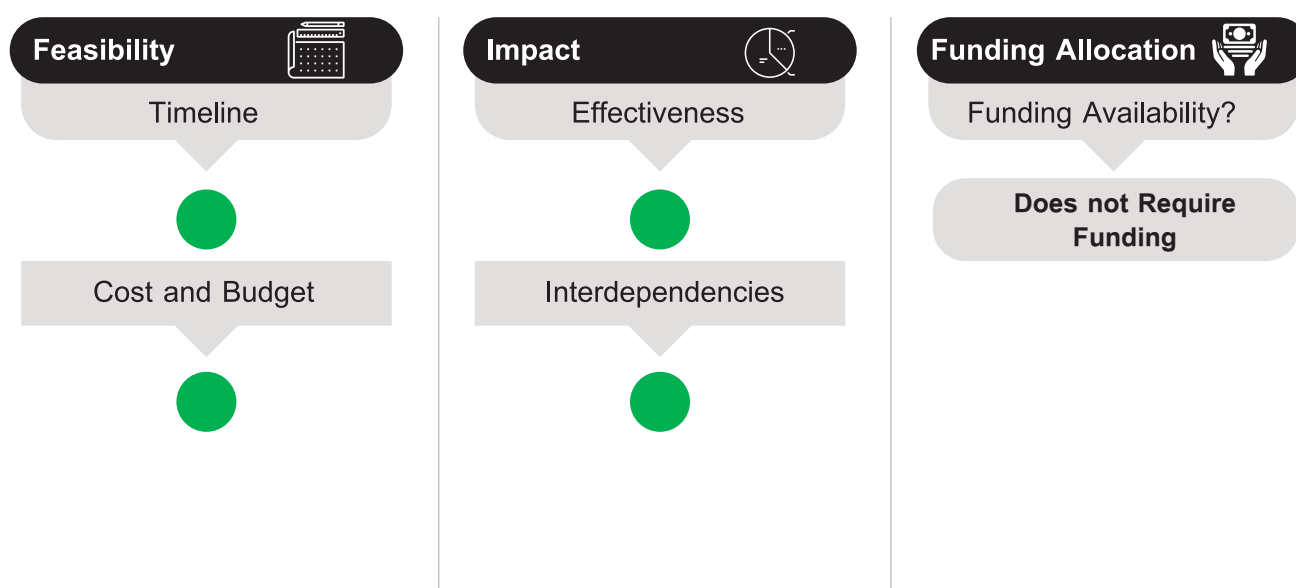 Feasibility
Timeline
Cost and Budget
Impact
Effectiveness
Interdependencies
Funding Allocation
Funding Availability?
Does not Require
Funding